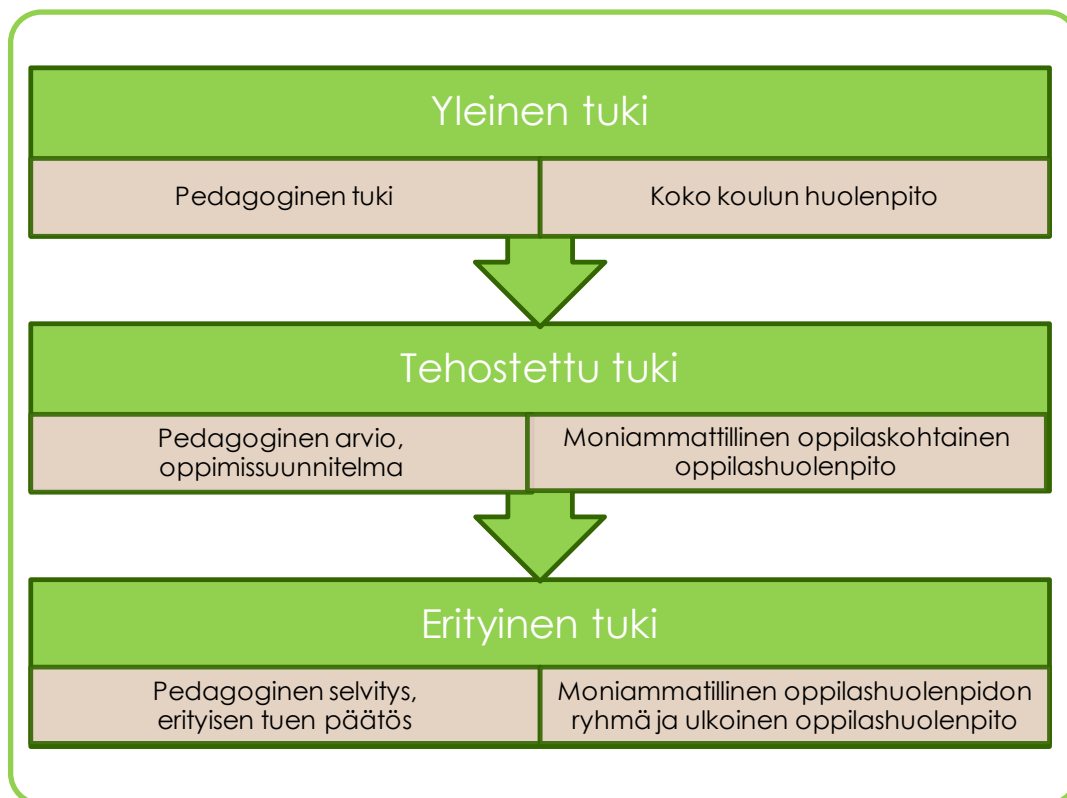 Yleinen tuki
Pedagoginen tuki
Koko koulun huolenpito
Tehostettu tuki
Pedagoginen arvio,
oppimissuunnitelma
Moniammattillinen oppilaskohtainen
oppilashuolenpito
Erityinen tuki
Pedagoginen selvitys,
erityisen tuen päätös
Moniammatillinen oppilashuolenpidon
ryhmä ja ulkoinen oppilashuolenpito